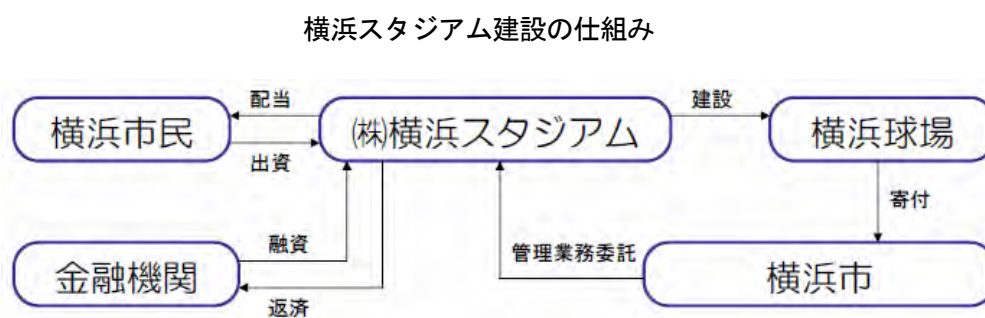 横浜スタジアム建設の仕組み
配当
建設
横浜市民
㈱横浜スタジアム
横浜球場
出資
寄付
融資
管理業務委託
金融機関
横浜市
返済